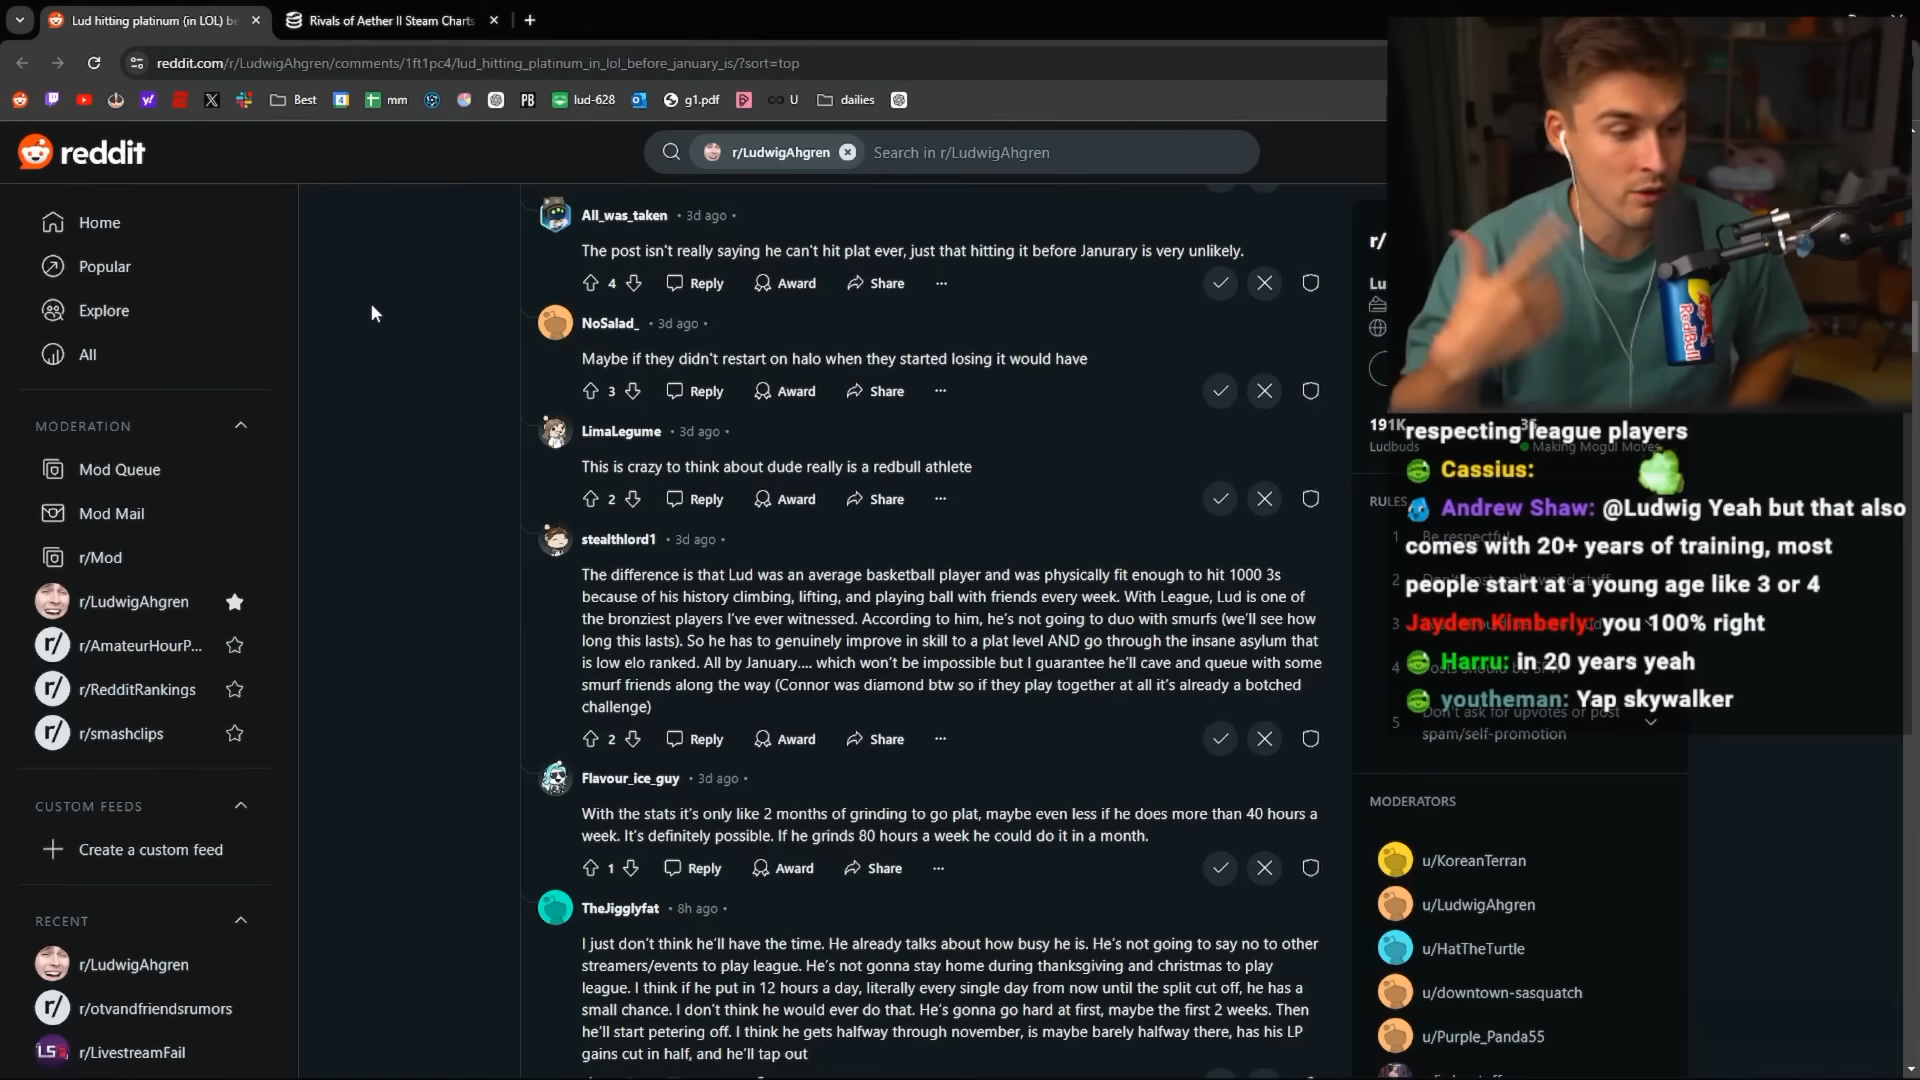 Lud hitting platinum (in LOL) be
Rivals of Aether II Steam Charts
reddit.com/r/LudwigAhgren/comments/1ft1pc4/lud_hitting_platinum_in_lol_before_january_is/?sort=top
Best
mm
PB
lud-628
g1.pdf
U
dailies
reddit
r/LudwigAhgren
Search in r/LudwigAhgren
Home
Popular
Explore
All
MODERATION
Mod Queue
Mod Mail
r/Mod
r/LudwigAhgren
r/ r/AmateurHourP...
r/ r/RedditRankings
r/ r/smashclips
CUSTOM FEEDS
Create a custom feed
RECENT
r/LudwigAhgren
r/ r/otvandfriendsrumors
r/LivestreamFail
All_was_taken • 3d ago •
The post isn't really saying he can't hit plat ever, just that hitting it before Janurary is very unlikely.
4 Reply Award Share ...
NoSalad_ • 3d ago •
Maybe if they didn't restart on halo when they started losing it would have
3 Reply Award Share ...
LimaLegume • 3d ago •
This is crazy to think about dude really is a redbull athlete
2 Reply Award Share ...
stealthlord1 • 3d ago •
The difference is that Lud was an average basketball player and was physically fit enough to hit 1000 3s
because of his history climbing, lifting, and playing ball with friends every week. With League, Lud is one of
the bronziest players I've ever witnessed. According to him, he's not going to duo with smurfs (we'll see how
long this lasts). So he has to genuinely improve in skill to a plat level AND go through the insane asylum that
is low elo ranked. All by January.... which won't be impossible but I guarantee he'll cave and queue with some
smurf friends along the way (Connor was diamond btw so if they play together at all it's already a botched
challenge)
2 Reply Award Share ...
Flavour_ice_guy • 3d ago •
With the stats it's only like 2 months of grinding to go plat, maybe even less if he does more than 40 hours a
week. It's definitely possible. If he grinds 80 hours a week he could do it in a month.
1 Reply Award Share ...
TheJigglyfat • 8h ago •
I just don't think he'll have the time. He already talks about how busy he is. He's not going to say no to other
streamers/events to play league. He's not gonna stay home during thanksgiving and christmas to play
league. I think if he put in 12 hours a day, literally every single day from now until the split cut off, he has a
small chance. I don't think he would ever do that. He's gonna go hard at first, maybe the first 2 weeks. Then
he'll start petering off. I think he gets halfway through november, is maybe barely halfway there, has his LP
gains cut in half, and he'll tap out
r/
Lu
RedBull
191K
Ludbuds
Making Mogul Moves
respecting league players
Cassius:
Andrew Shaw: @Ludwig Yeah but that also
comes with 20+ years of training, most
people start at a young age like 3 or 4
Jayden Kimberly: you 100% right
Harru: in 20 years yeah
youtheman: Yap skywalker
RULES
1 Be respectful
2
3
4
5 Don't ask for upvotes or post
spam/self-promotion
MODERATORS
u/KoreanTerran
u/LudwigAhgren
u/HatTheTurtle
u/downtown-sasquatch
u/Purple_Panda55